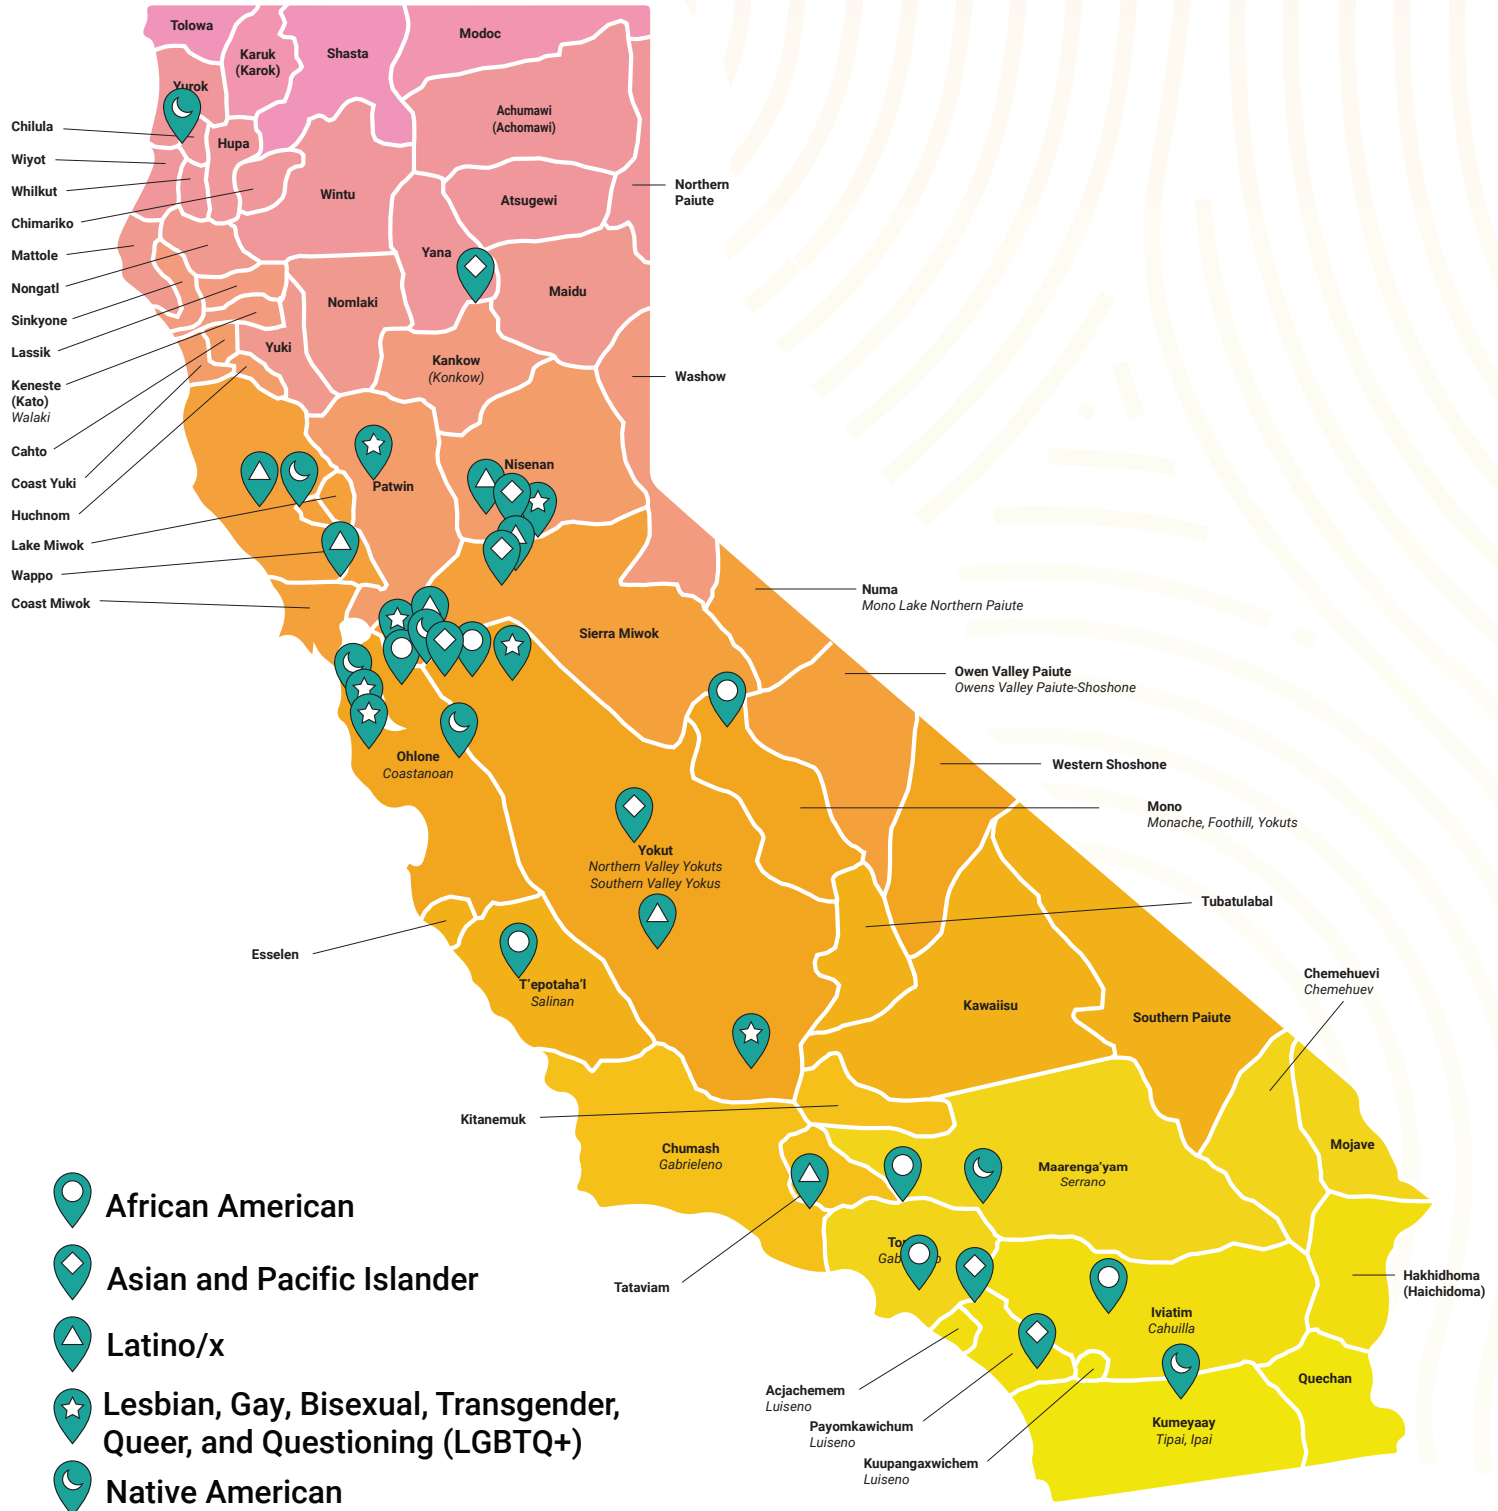 Tolowa
Karuk
(Karok)
Shasta
Modoc
Yurok
Achumawi
(Achomawi)
Chilula
Hupa
Wiyot
Whilkut
Chimariko
Wintu
Atsugewi
Northern
Paiute
Mattole
Yana
Nongatl
Maidu
Nomlaki
Sinkyone
Lassik
Yuki
Kankow
(Konkow)
Washow
Keneste
(Kato)
Walaki
Cahto
Coast Yuki
Huchnom
Nisenan
Patwin
Lake Miwok
Wappo
Coast Miwok
Numa
Mono Lake Northern Paiute
Sierra Miwok
Owen Valley Paiute
Owens Valley Paiute-Shoshone
Ohlone
Coastanoan
Western Shoshone
Mono
Monache, Foothill, Yokuts
Yokut
Northern Valley Yokuts
Southern Valley Yokus
Tubatulabal
Esselen
T'epotaha'l
Salinan
Chemehuevi
Chemehuev
Kawaiisu
Southern Paiute
Kitanemuk
Chumash
Gabrieleno
Mojave
Maarenga'yam
Serrano
Tataviam
Hakhidhoma
(Haichidoma)
Iviatim
Cahuilla
Acjachemem
Luiseno
Payomkawichum
Luiseno
Kuupangaxwichem
Luiseno
Quechan
Kumeyaay
Tipai, Ipai
African American
Asian and Pacific Islander
Latino/x
Lesbian, Gay, Bisexual, Transgender,
Queer, and Questioning (LGBTQ+)
Native American